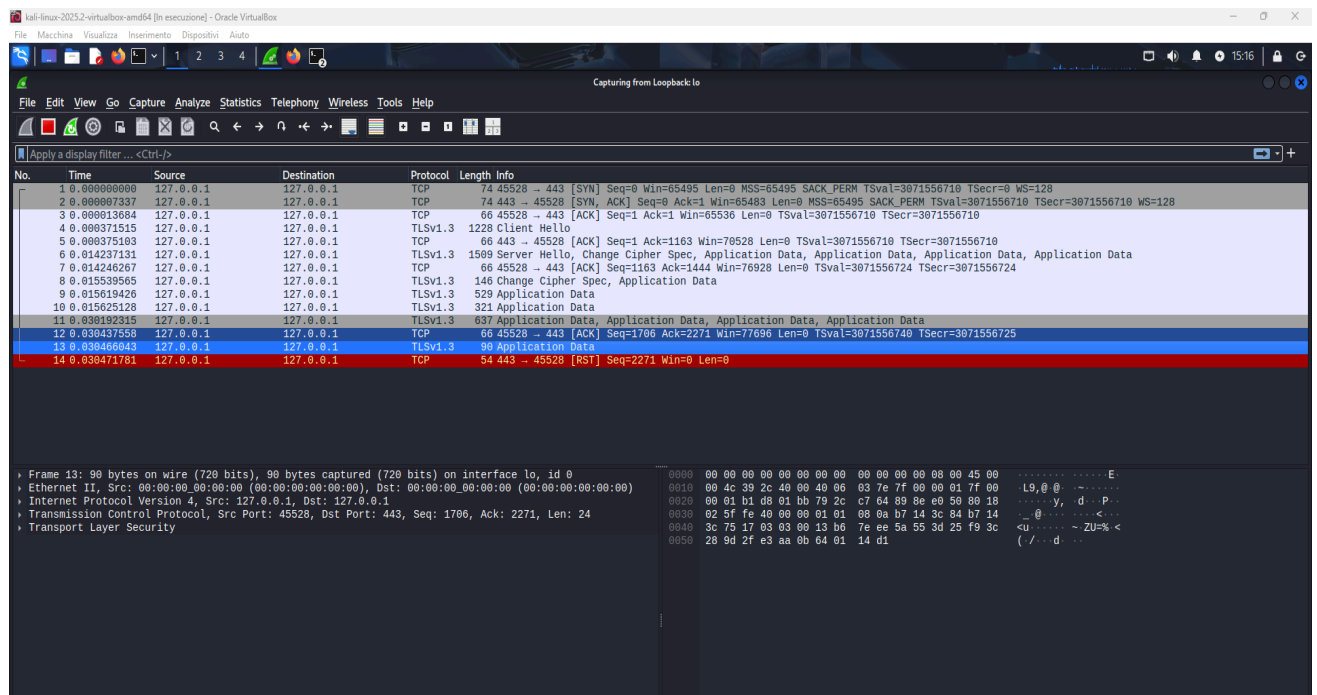 kali-linux-2025.2-virtualbox-amd64 [In esecuzione] - Oracle VirtualBox
File Macchina Visualizza Inserimento Dispositivi Aiuto
1 2 3 4 15:16
Capturing from Loopback: lo
File Edit View Go Capture Analyze Statistics Telephony Wireless Tools Help
Apply a display filter ... <Ctrl-/>
No. Time Source Destination Protocol Length Info
1 0.000000000 127.0.0.1 127.0.0.1 TCP 74 45528 → 443 [SYN] Seq=0 Win=65495 Len=0 MSS=65495 SACK_PERM TSval=3071556710 TSecr=0 WS=128
2 0.000007337 127.0.0.1 127.0.0.1 TCP 74 443 → 45528 [SYN, ACK] Seq=0 Ack=1 Win=65483 Len=0 MSS=65495 SACK_PERM TSval=3071556710 TSecr=3071556710 WS=128
3 0.000013684 127.0.0.1 127.0.0.1 TCP 66 45528 → 443 [ACK] Seq=1 Ack=1 Win=65536 Len=0 TSval=3071556710 TSecr=3071556710
4 0.000371515 127.0.0.1 127.0.0.1 TLSv1.3 1228 Client Hello
5 0.000375103 127.0.0.1 127.0.0.1 TCP 66 443 → 45528 [ACK] Seq=1 Ack=1163 Win=70528 Len=0 TSval=3071556710 TSecr=3071556710
6 0.014237131 127.0.0.1 127.0.0.1 TLSv1.3 1509 Server Hello, Change Cipher Spec, Application Data, Application Data, Application Data, Application Data
7 0.014246267 127.0.0.1 127.0.0.1 TCP 66 45528 → 443 [ACK] Seq=1163 Ack=1444 Win=76928 Len=0 TSval=3071556724 TSecr=3071556724
8 0.015539565 127.0.0.1 127.0.0.1 TLSv1.3 146 Change Cipher Spec, Application Data
9 0.015619426 127.0.0.1 127.0.0.1 TLSv1.3 529 Application Data
10 0.015625128 127.0.0.1 127.0.0.1 TLSv1.3 321 Application Data
11 0.030192315 127.0.0.1 127.0.0.1 TLSv1.3 637 Application Data, Application Data, Application Data, Application Data
12 0.030437558 127.0.0.1 127.0.0.1 TCP 66 45528 → 443 [ACK] Seq=1706 Ack=2271 Win=77696 Len=0 TSval=3071556740 TSecr=3071556725
13 0.030466043 127.0.0.1 127.0.0.1 TLSv1.3 90 Application Data
14 0.030471781 127.0.0.1 127.0.0.1 TCP 54 443 → 45528 [RST] Seq=2271 Win=0 Len=0
Frame 13: 90 bytes on wire (720 bits), 90 bytes captured (720 bits) on interface lo, id 0
Ethernet II, Src: 00:00:00_00:00:00 (00:00:00:00:00:00), Dst: 00:00:00_00:00:00 (00:00:00:00:00:00)
Internet Protocol Version 4, Src: 127.0.0.1, Dst: 127.0.0.1
Transmission Control Protocol, Src Port: 45528, Dst Port: 443, Seq: 1706, Ack: 2271, Len: 24
Transport Layer Security
0000 00 00 00 00 00 00 00 00 00 00 00 00 08 00 45 00 ········ ······E·
0010 00 4c 39 2c 40 00 40 06 03 7e 7f 00 00 01 7f 00 ·L9,@·@· ·~······
0020 00 01 b1 d8 01 bb 79 2c c7 64 89 8e e0 50 80 18 ······y, ·d···P··
0030 02 5f fe 40 00 00 01 01 08 0a b7 14 3c 84 b7 14 ·_·@···· ····<···
0040 3c 75 17 03 03 00 13 b6 7e ee 5a 55 3d 25 f9 3c <u······ ~·ZU=%·<
0050 28 9d 2f e3 aa 0b 64 01 14 d1 (·/···d· ··